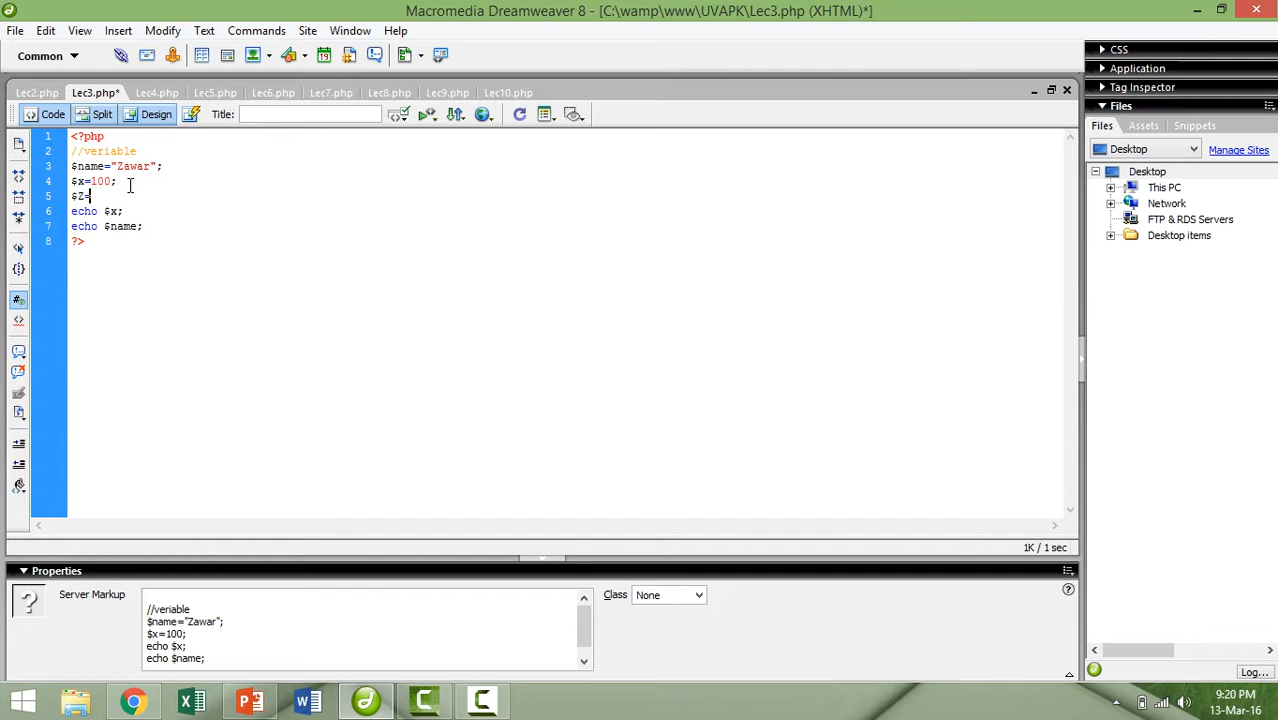 Macromedia Dreamweaver 8 - [C:\wamp\www\UVAPK\Lec3.php (XHTML)*]
File Edit View Insert Modify Text Commands Site Window Help
Common
Lec2.php Lec3.php* Lec4.php Lec5.php Lec6.php Lec7.php Lec8.php Lec9.php Lec10.php
Code Split Design Title:
1 <?php
2 //veriable
3 $name="Zawar";
4 $x=100;
5 $Z=
6 echo $x;
7 echo $name;
8 ?>
1K / 1 sec
Properties
Server Markup
//veriable
$name="Zawar";
$x=100;
echo $x;
echo $name;
Class None
CSS
Application
Tag Inspector
Files
Files Assets Snippets
Desktop Manage Sites
Desktop
This PC
Network
FTP & RDS Servers
Desktop items
Log...
9:20 PM
13-Mar-16